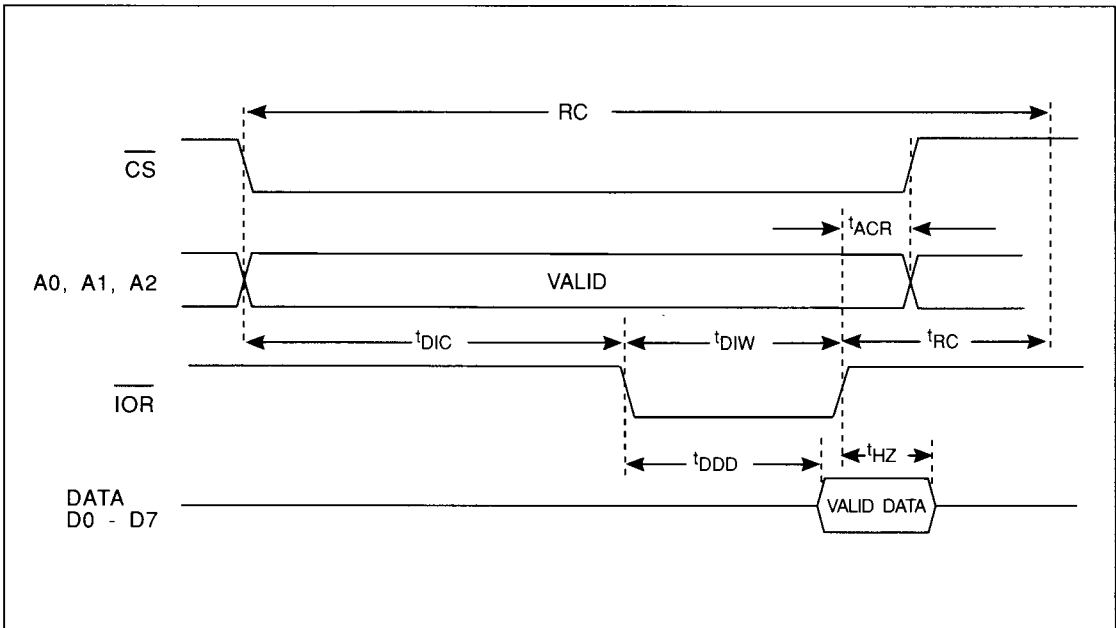 RC
CS
tACR
A0, A1, A2
VALID
tDIC
tDIW
tRC
IOR
tDDD
tHZ
DATA
D0 - D7
VALID DATA